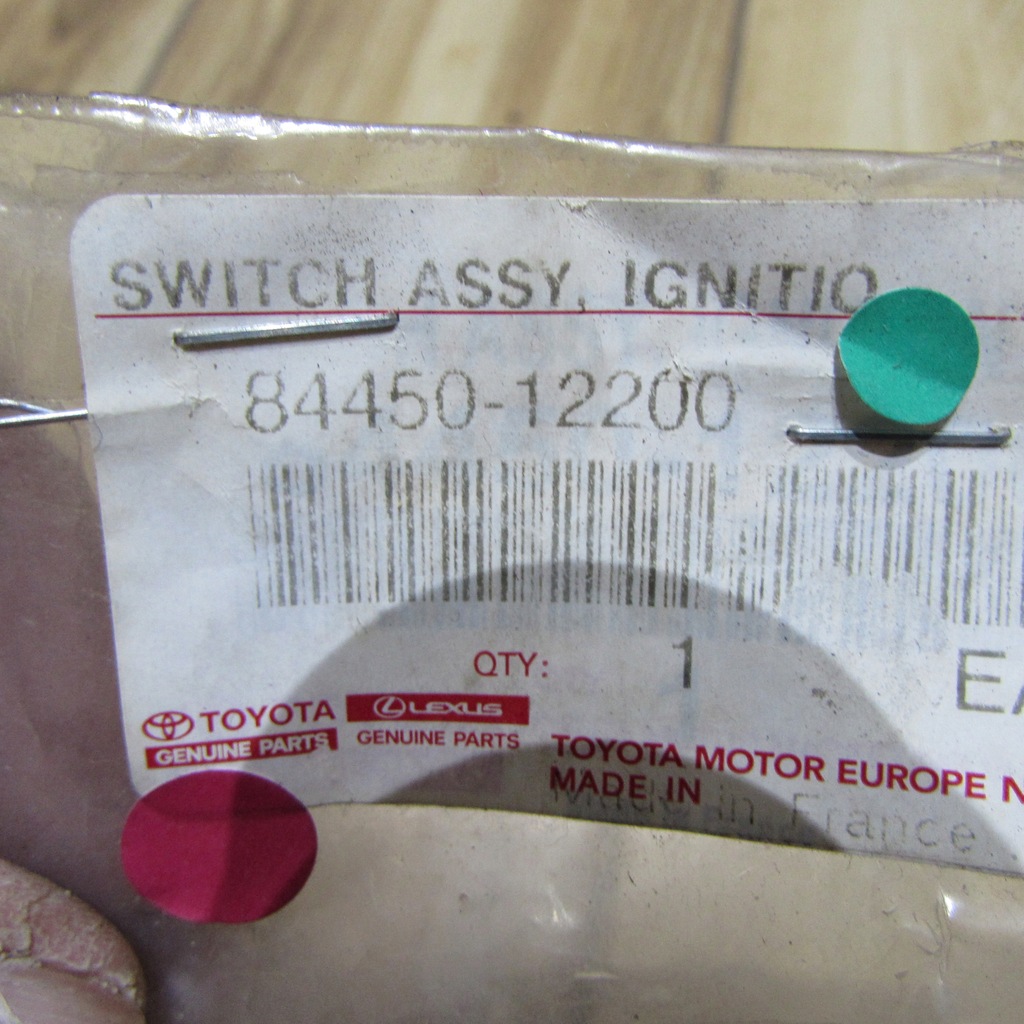 SWITCH ASSY, IGNITIO
84450-12200
QTY: 1 EA
TOYOTA
GENUINE PARTS
LEXUS
GENUINE PARTS
TOYOTA MOTOR EUROPE N
MADE IN
Made in France